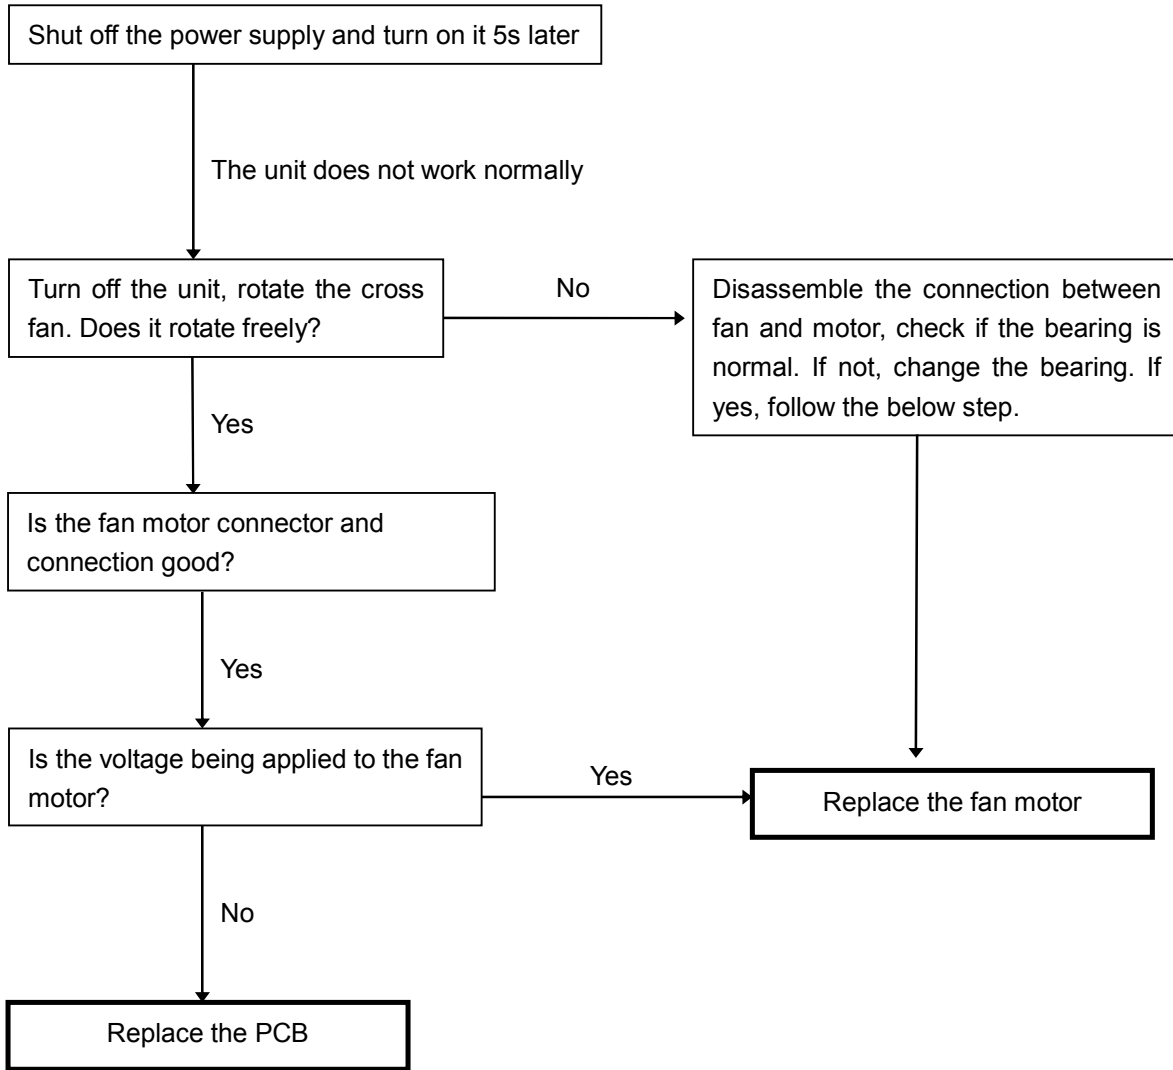 Shut off the power supply and turn on it 5s later
The unit does not work normally
Turn off the unit, rotate the cross
fan. Does it rotate freely?
No
Disassemble the connection between
fan and motor, check if the bearing is
normal. If not, change the bearing. If
yes, follow the below step.
Yes
Is the fan motor connector and
connection good?
Yes
Is the voltage being applied to the fan
motor?
Yes
Replace the fan motor
No
Replace the PCB